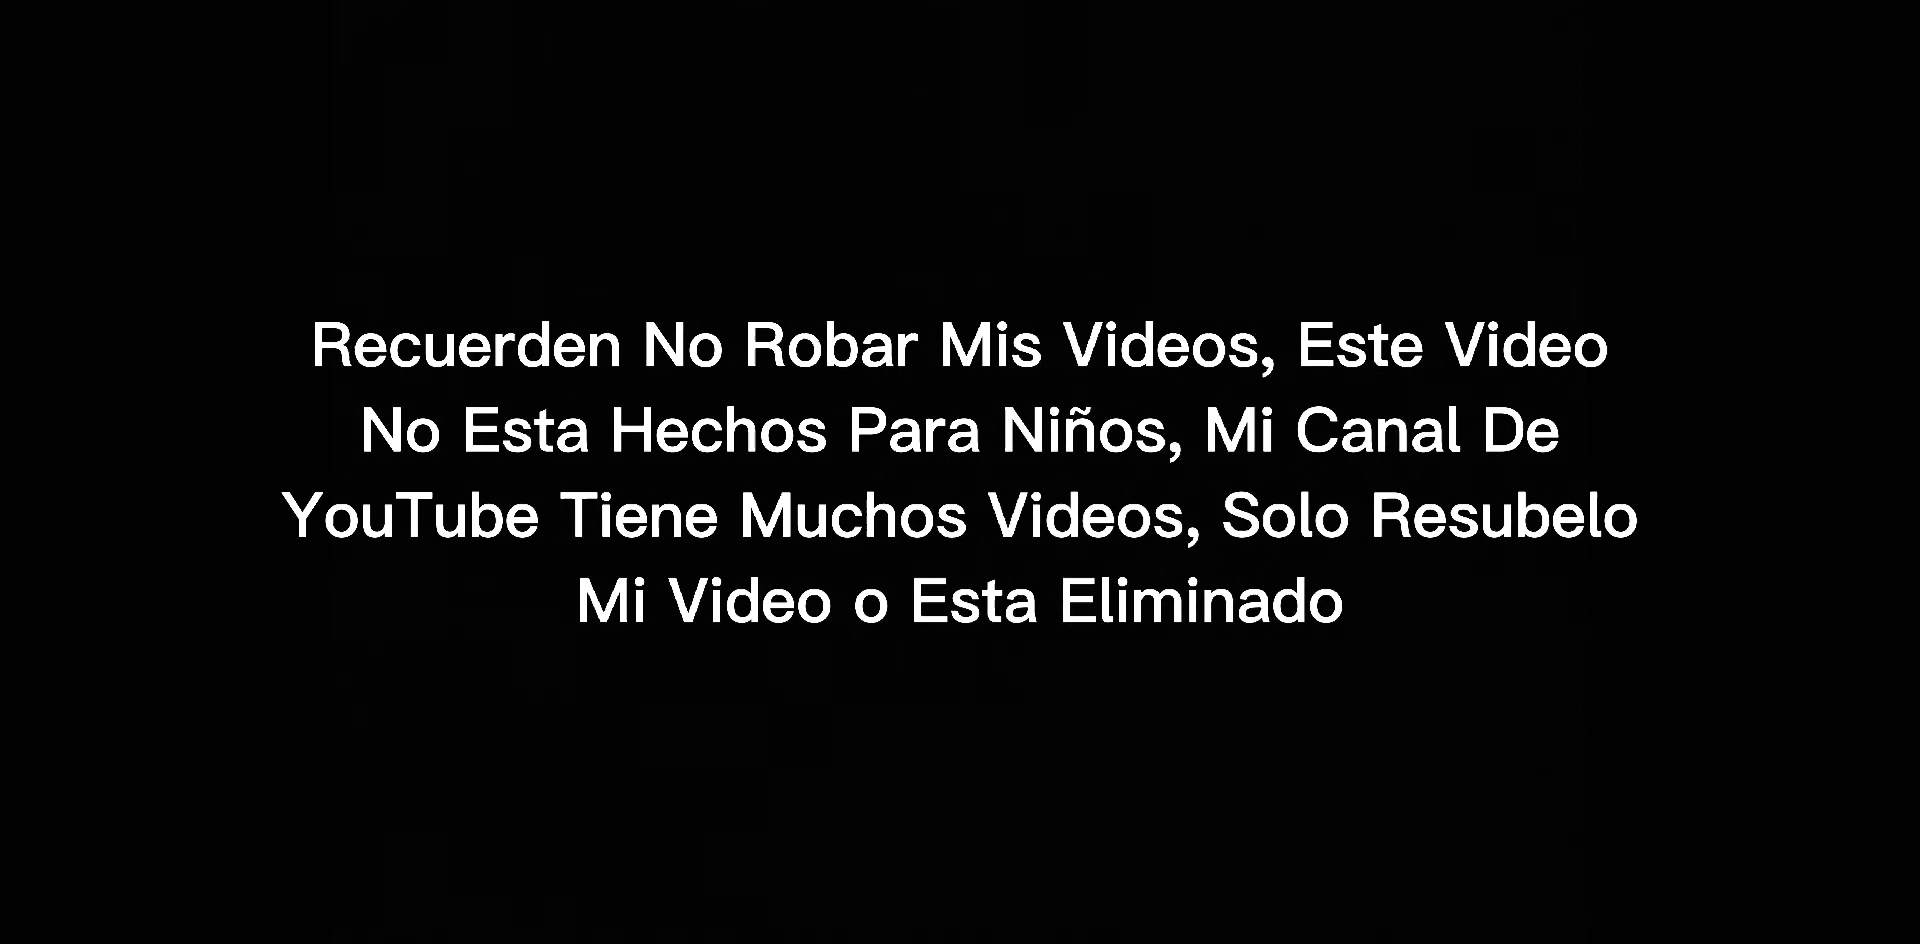 Recuerden No Robar Mis Videos, Este Video
No Esta Hechos Para Niños, Mi Canal De
YouTube Tiene Muchos Videos, Solo Resubelo
Mi Video o Esta Eliminado